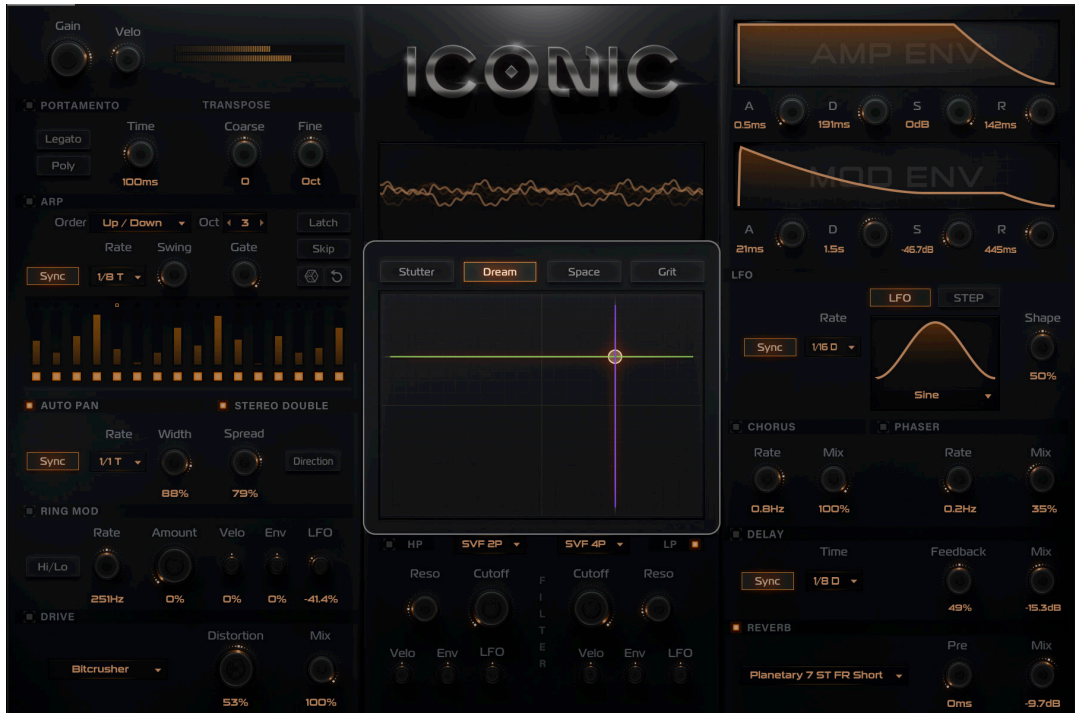 Gain
Velo
PORTAMENTO
TRANSPOSE
Legato
Poly
Time
100ms
Coarse
0
Fine
0ct
ARP
Order Up / Down Oct 3 Latch
Rate Swing Gate Skip
Sync 1/8 T
AUTO PAN
STEREO DOUBLE
Rate Width Spread
Sync 1/1 T Direction
88% 79%
RING MOD
Rate Amount Velo Env LFO
Hi/Lo
251Hz 0% 0% 0% -41.4%
DRIVE
Distortion Mix
Bitcrusher
53% 100%
ICONIC
Stutter Dream Space Grit
HP SVF 2P SVF 4P LP
Reso Cutoff Cutoff Reso
FILTER
Velo Env LFO Velo Env LFO
AMP ENV
A D S R
0.5ms 191ms 0dB 142ms
MOD ENV
A D S R
21ms 1.5s -46.7dB 445ms
LFO
LFO STEP
Rate Shape
Sync 1/16 D
50%
Sine
CHORUS PHASER
Rate Mix Rate Mix
0.8Hz 100% 0.2Hz 35%
DELAY
Time Feedback Mix
Sync 1/8 D
49% -15.3dB
REVERB
Pre Mix
Planetary 7 ST FR Short
0ms -9.7dB